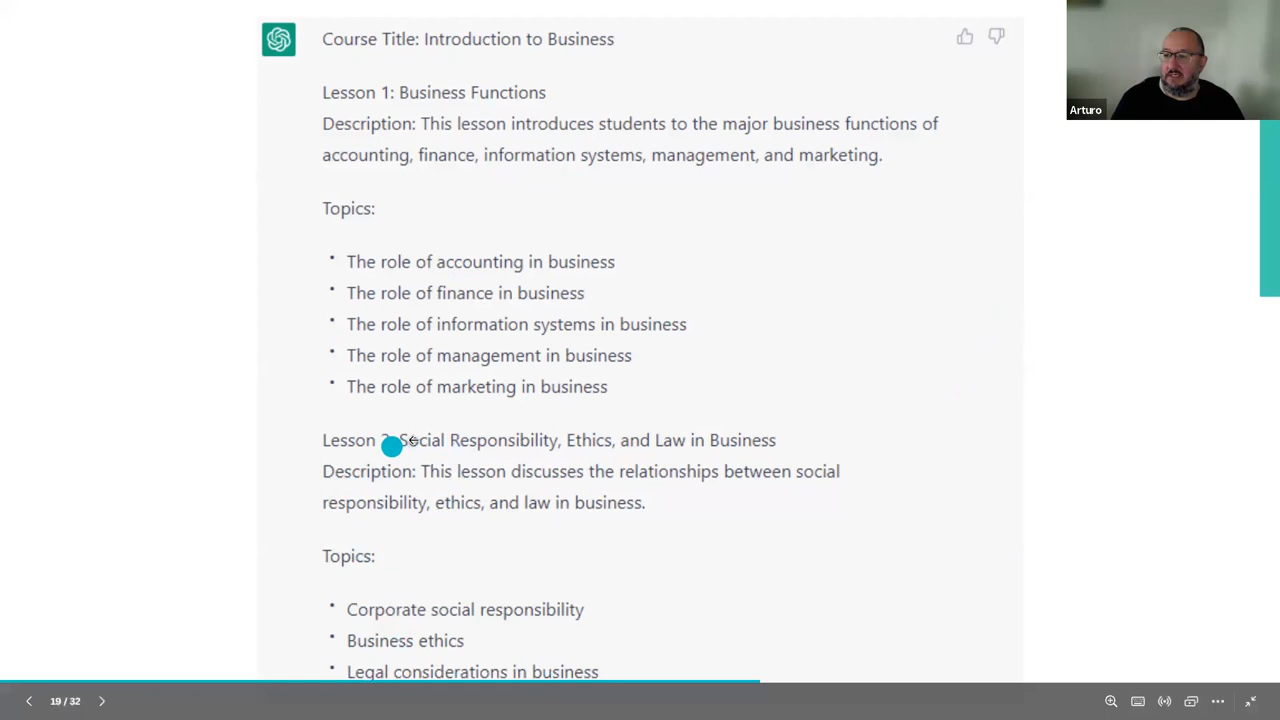 Course Title: Introduction to Business
Lesson 1: Business Functions
Description: This lesson introduces students to the major business functions of
accounting, finance, information systems, management, and marketing.
Topics:
• The role of accounting in business
• The role of finance in business
• The role of information systems in business
• The role of management in business
• The role of marketing in business
Lesson Social Responsibility, Ethics, and Law in Business
Description: This lesson discusses the relationships between social
responsibility, ethics, and law in business.
Topics:
• Corporate social responsibility
• Business ethics
• Legal considerations in business
Arturo
19 / 32